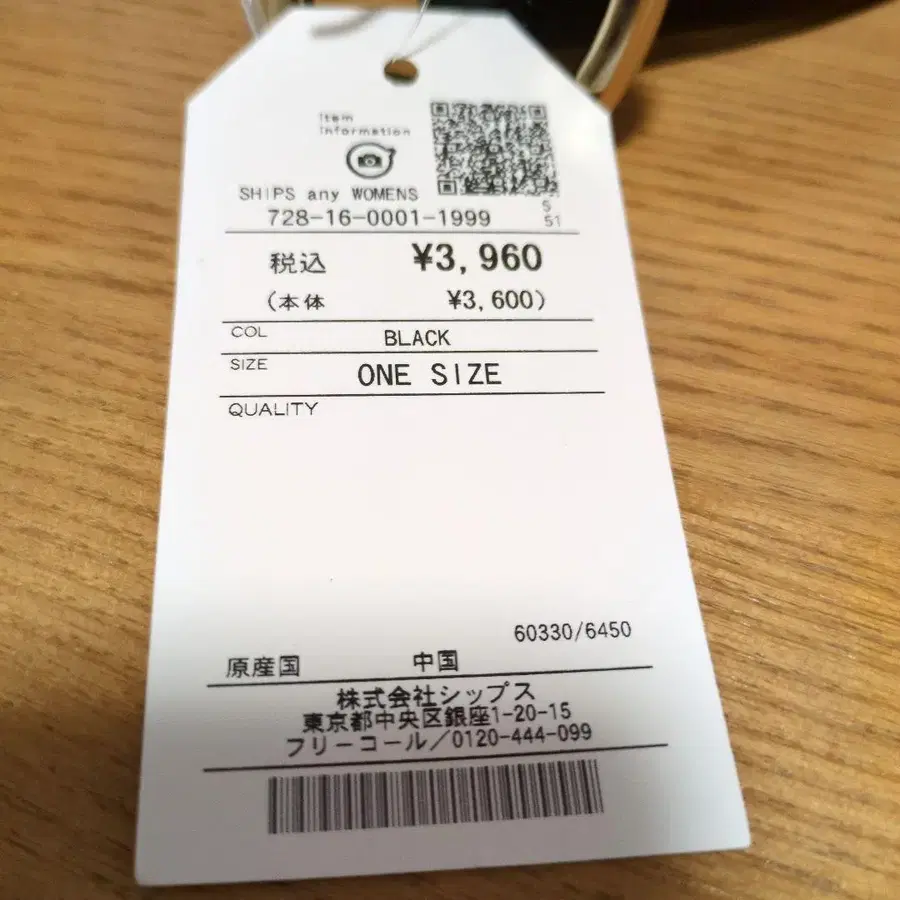 Item
Information
SHIPS any WOMENS
728-16-0001-1999
S
51
税込 ¥3,960
(本体 ¥3,600)
COL BLACK
SIZE ONE SIZE
QUALITY
60330/6450
原産国 中国
株式会社シップス
東京都中央区銀座1-20-15
フリーコール/0120-444-099